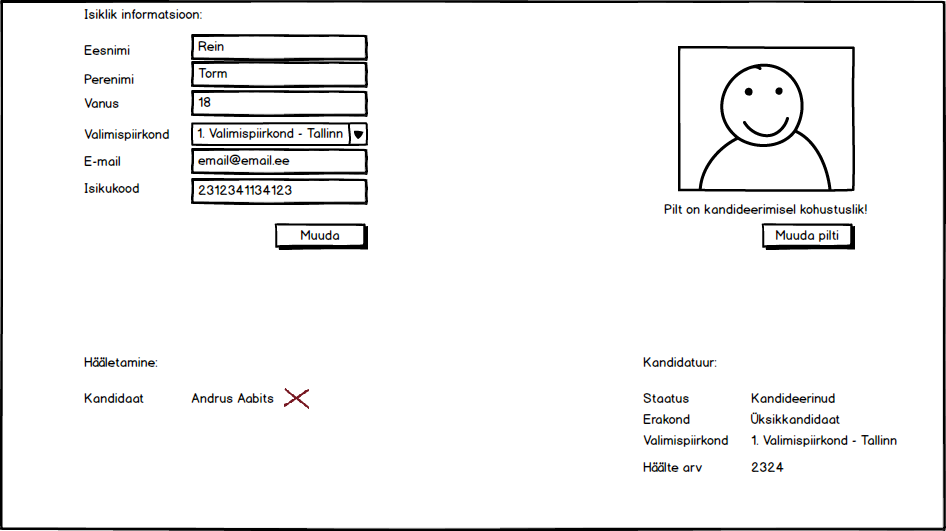 Isiklik informatsioon:
Eesnimi Rein
Perenimi Torm
Vanus 18
Valimispiirkond 1. Valimispiirkond - Tallinn
E-mail email@email.ee
Isikukood 2312341134123
Muuda
Pilt on kandideerimisel kohustuslik!
Muuda pilti
Hääletamine:
Kandidaat Andrus Aabits
Kandidatuur:
Staatus Kandideerinud
Erakond Üksikkandidaat
Valimispiirkond 1. Valimispiirkond - Tallinn
Häälte arv 2324